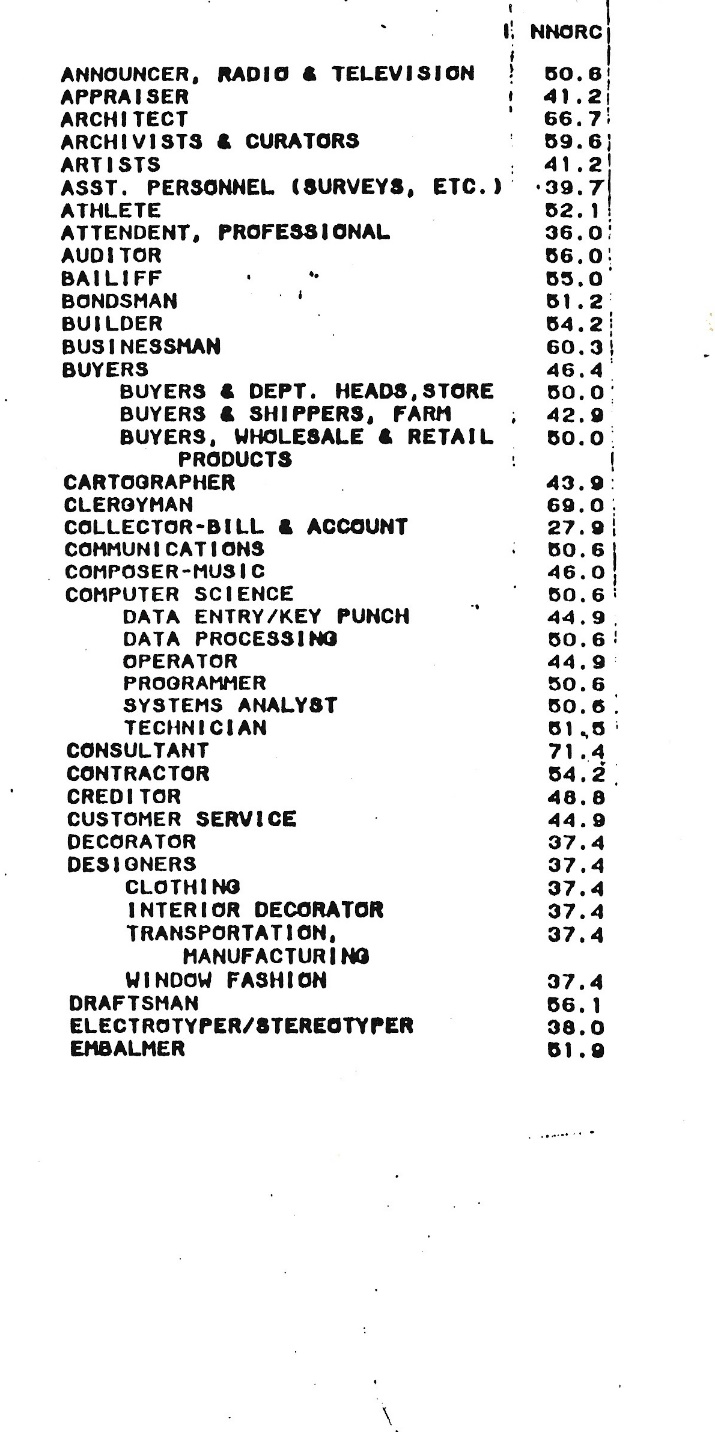 NNORC
ANNOUNCER, RADIO & TELEVISION 50.6
APPRAISER 41.2
ARCHITECT 66.7
ARCHIVISTS & CURATORS 59.6
ARTISTS 41.2
ASST. PERSONNEL (SURVEYS, ETC.) 39.7
ATHLETE 52.1
ATTENDENT, PROFESSIONAL 36.0
AUDITOR 56.0
BAILIFF 55.0
BONDSMAN 51.2
BUILDER 54.2
BUSINESSMAN 60.3
BUYERS 46.4
BUYERS & DEPT. HEADS,STORE 50.0
BUYERS & SHIPPERS, FARM 42.9
BUYERS, WHOLESALE & RETAIL 50.0
PRODUCTS
CARTOGRAPHER 43.9
CLERGYMAN 69.0
COLLECTOR-BILL & ACCOUNT 27.9
COMMUNICATIONS 50.6
COMPOSER-MUSIC 46.0
COMPUTER SCIENCE 50.6
DATA ENTRY/KEY PUNCH 44.9
DATA PROCESSING 50.6
OPERATOR 44.9
PROGRAMMER 50.6
SYSTEMS ANALYST 50.6
TECHNICIAN 51.5
CONSULTANT 71.4
CONTRACTOR 54.2
CREDITOR 48.8
CUSTOMER SERVICE 44.9
DECORATOR 37.4
DESIGNERS 37.4
CLOTHING 37.4
INTERIOR DECORATOR 37.4
TRANSPORTATION, 37.4
MANUFACTURING
WINDOW FASHION 37.4
DRAFTSMAN 56.1
ELECTROTYPER/STEREOTYPER 38.0
EMBALMER 51.9